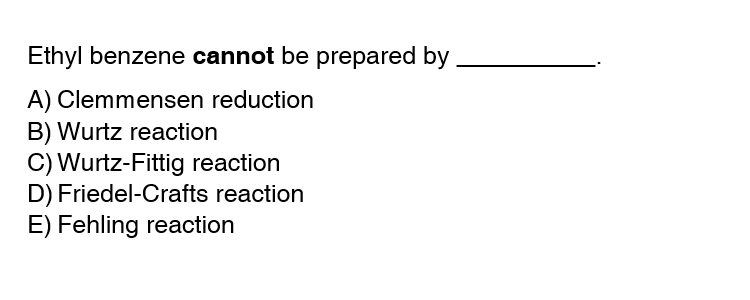 Ethyl benzene cannot be prepared by __________.
A) Clemmensen reduction
B) Wurtz reaction
C) Wurtz-Fittig reaction
D) Friedel-Crafts reaction
E) Fehling reaction